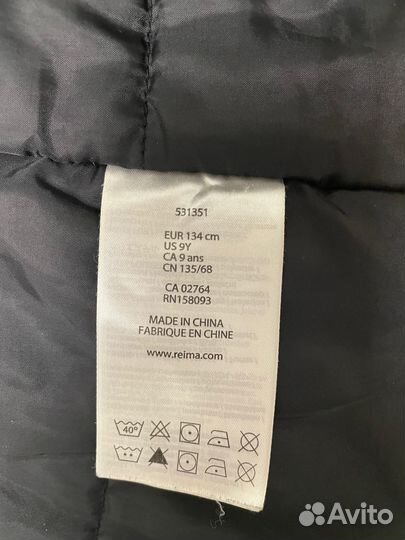 531351
EUR 134 cm
US 9Y
CA 9 ans
CN 135/68
CA 02764
RN158093
MADE IN CHINA
FABRIQUE EN CHINE
www.reima.com
40°
Avito